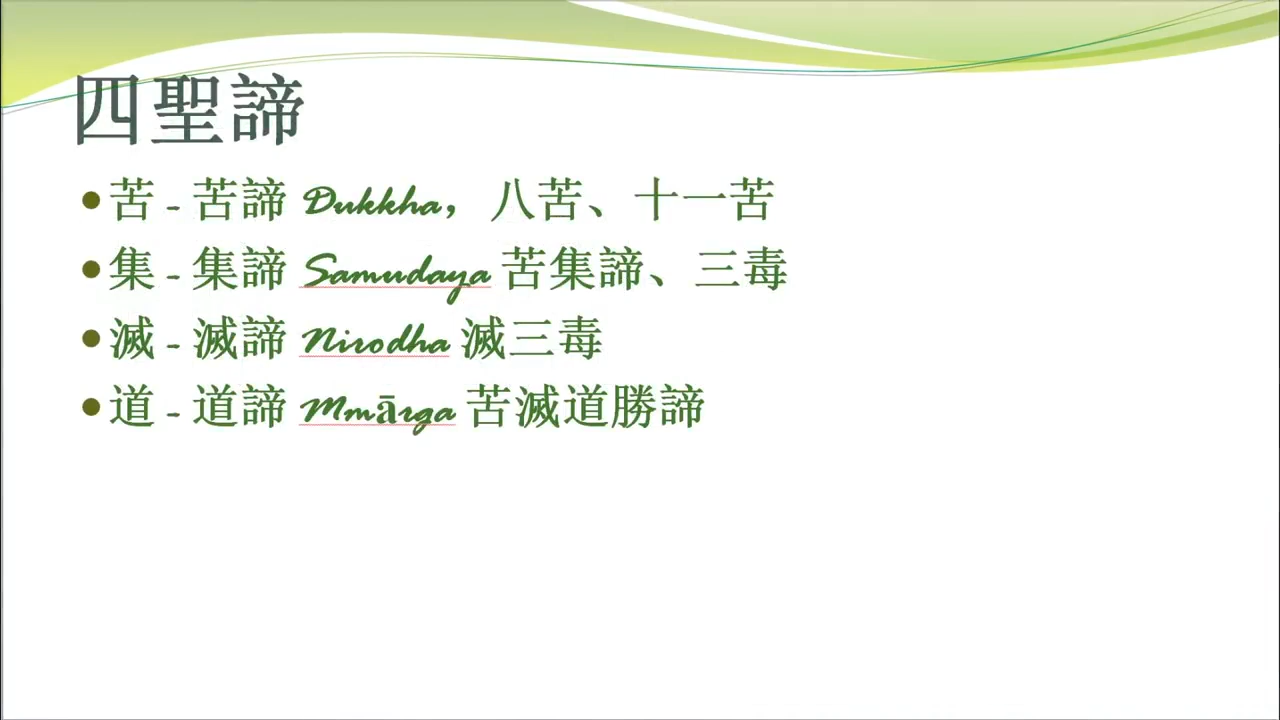 四聖諦
•苦 - 苦諦 Dukkha，八苦、十一苦
•集 - 集諦 Samudaya 苦集諦、三毒
•滅 - 滅諦 Nirodha 滅三毒
•道 - 道諦 Mmārga 苦滅道勝諦